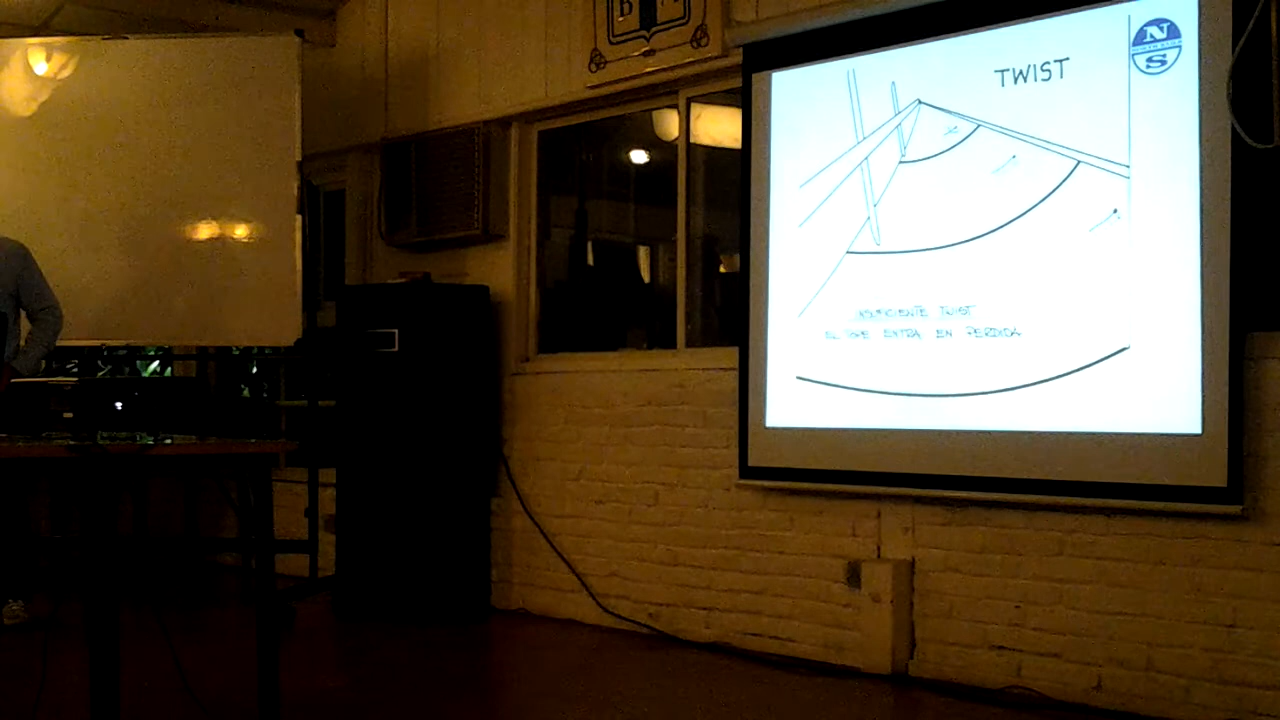 B
TWIST
N
S
INSUFICIENTE TWIST
EL TOPE ENTRA EN PERDIDA